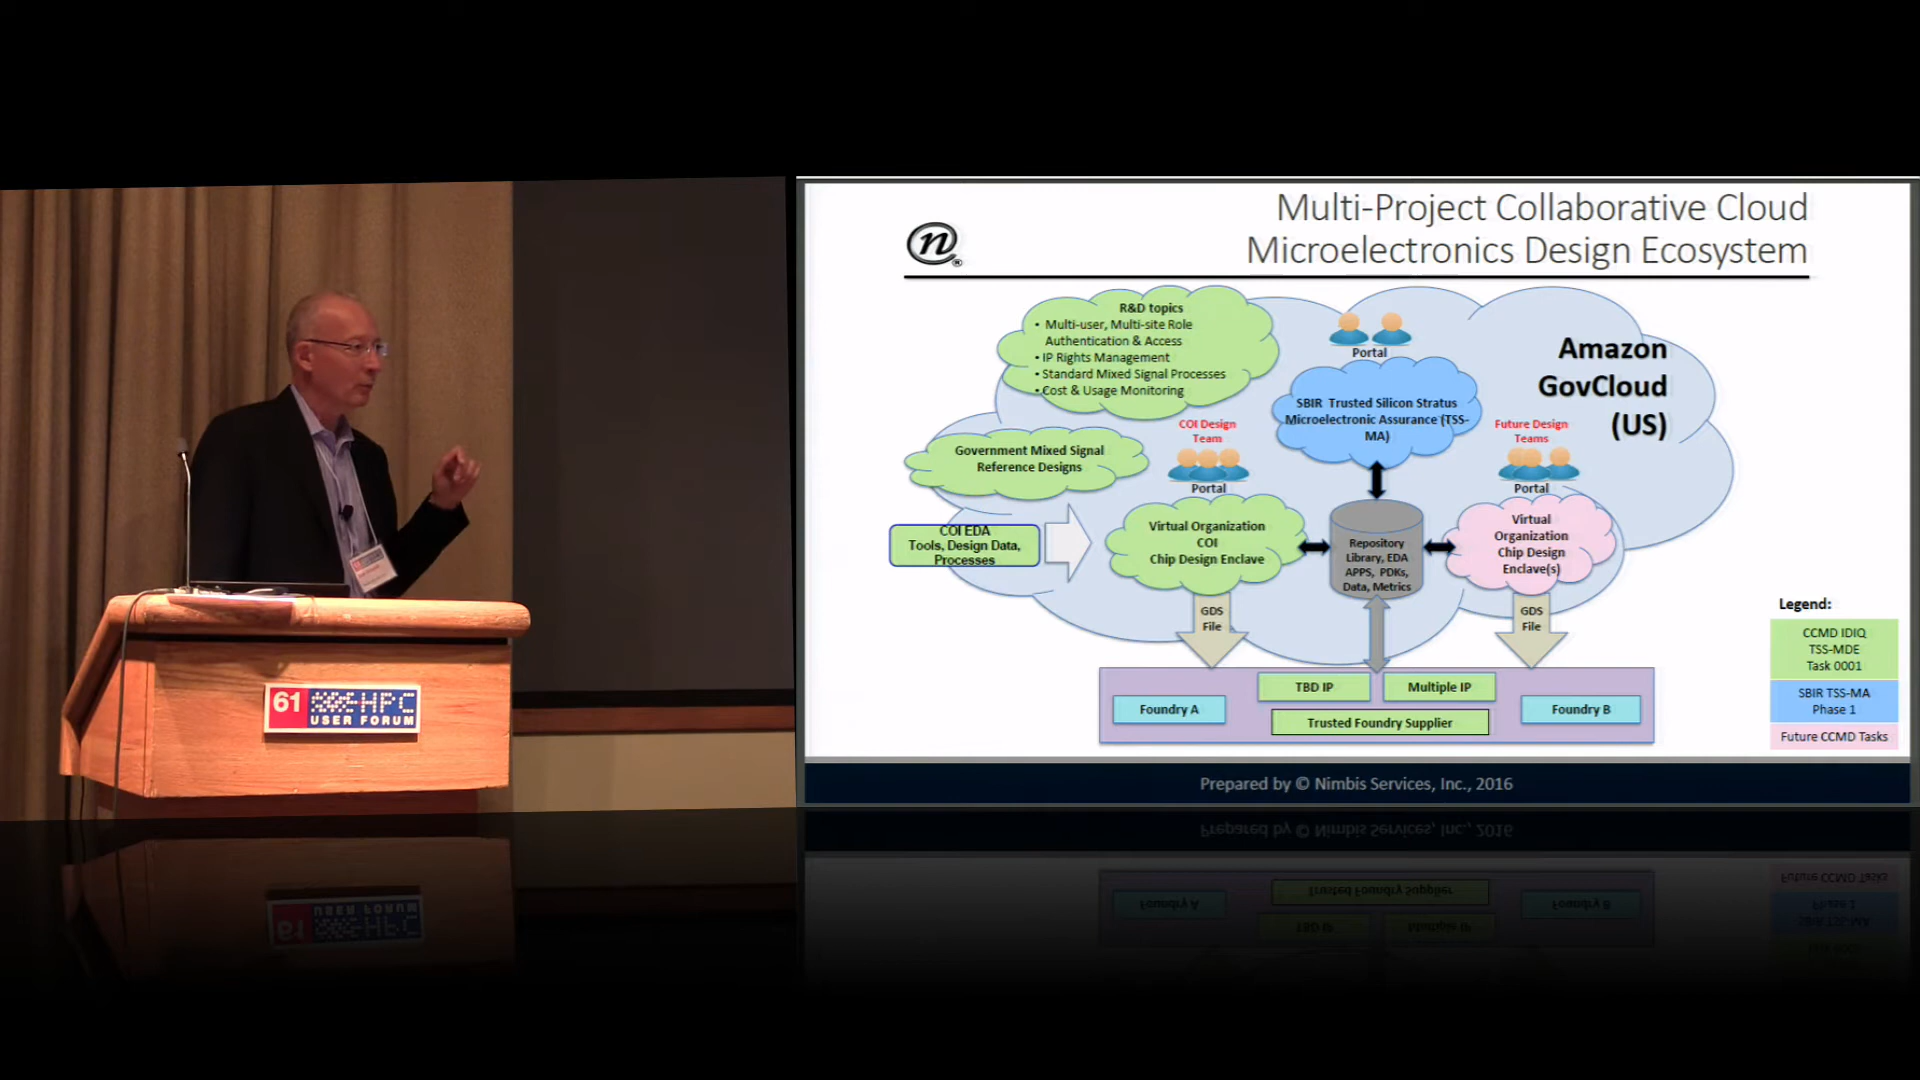 61 HPC
USER FORUM
n
Multi-Project Collaborative Cloud
Microelectronics Design Ecosystem
R&D topics
• Multi-user, Multi-site Role
Authentication & Access
• IP Rights Management
• Standard Mixed Signal Processes
• Cost & Usage Monitoring
Portal
Amazon
GovCloud
(US)
SBIR Trusted Silicon Stratus
Microelectronic Assurance (TSS-
MA)
Government Mixed Signal
Reference Designs
COI Design
Team
Portal
Future Design
Teams
Portal
COI EDA
Tools, Design Data,
Processes
Virtual Organization
COI
Chip Design Enclave
Repository
Library, EDA
APPS, PDKs,
Data, Metrics
Virtual
Organization
Chip Design
Enclave(s)
GDS
File
GDS
File
Foundry A
TBD IP
Multiple IP
Trusted Foundry Supplier
Foundry B
Legend:
CCMD IDIQ
TSS-MDE
Task 0001
SBIR TSS-MA
Phase 1
Future CCMD Tasks
Prepared by © Nimbis Services, Inc., 2016